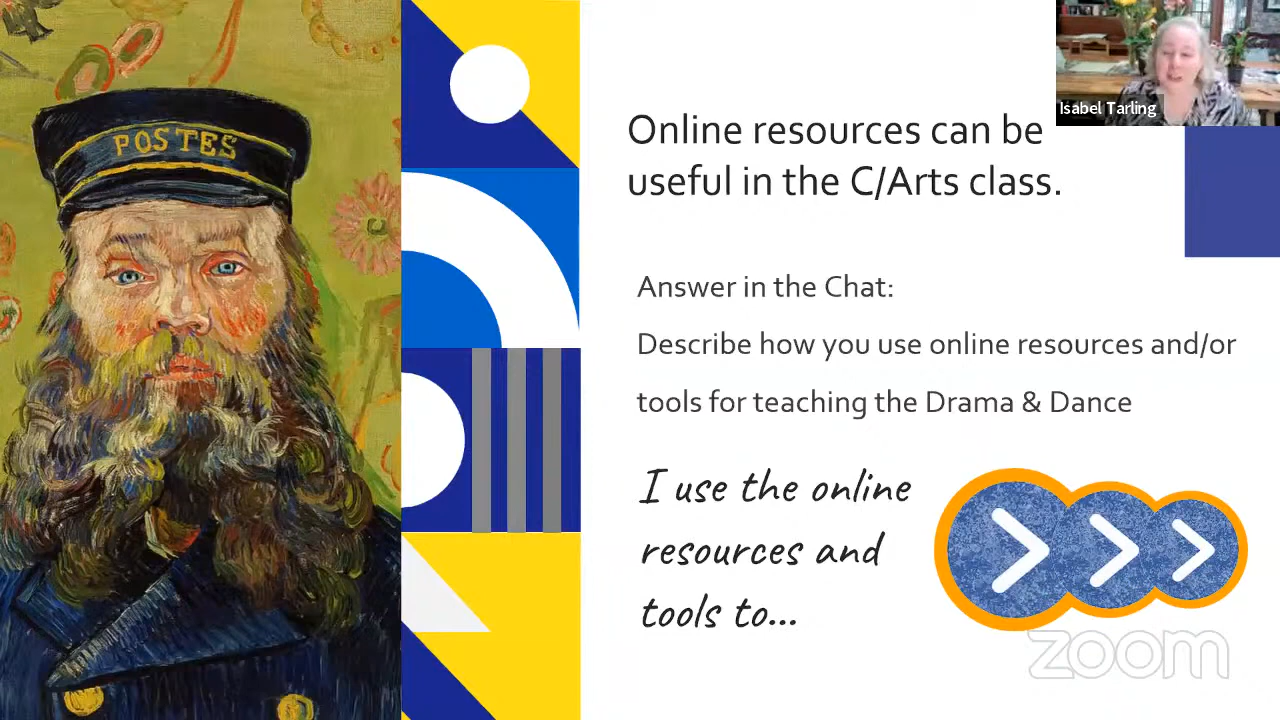 POSTES
Isabel Tarling
Online resources can be
useful in the C/Arts class.
Answer in the Chat:
Describe how you use online resources and/or
tools for teaching the Drama & Dance
I use the online
resources and
tools to...
zoom